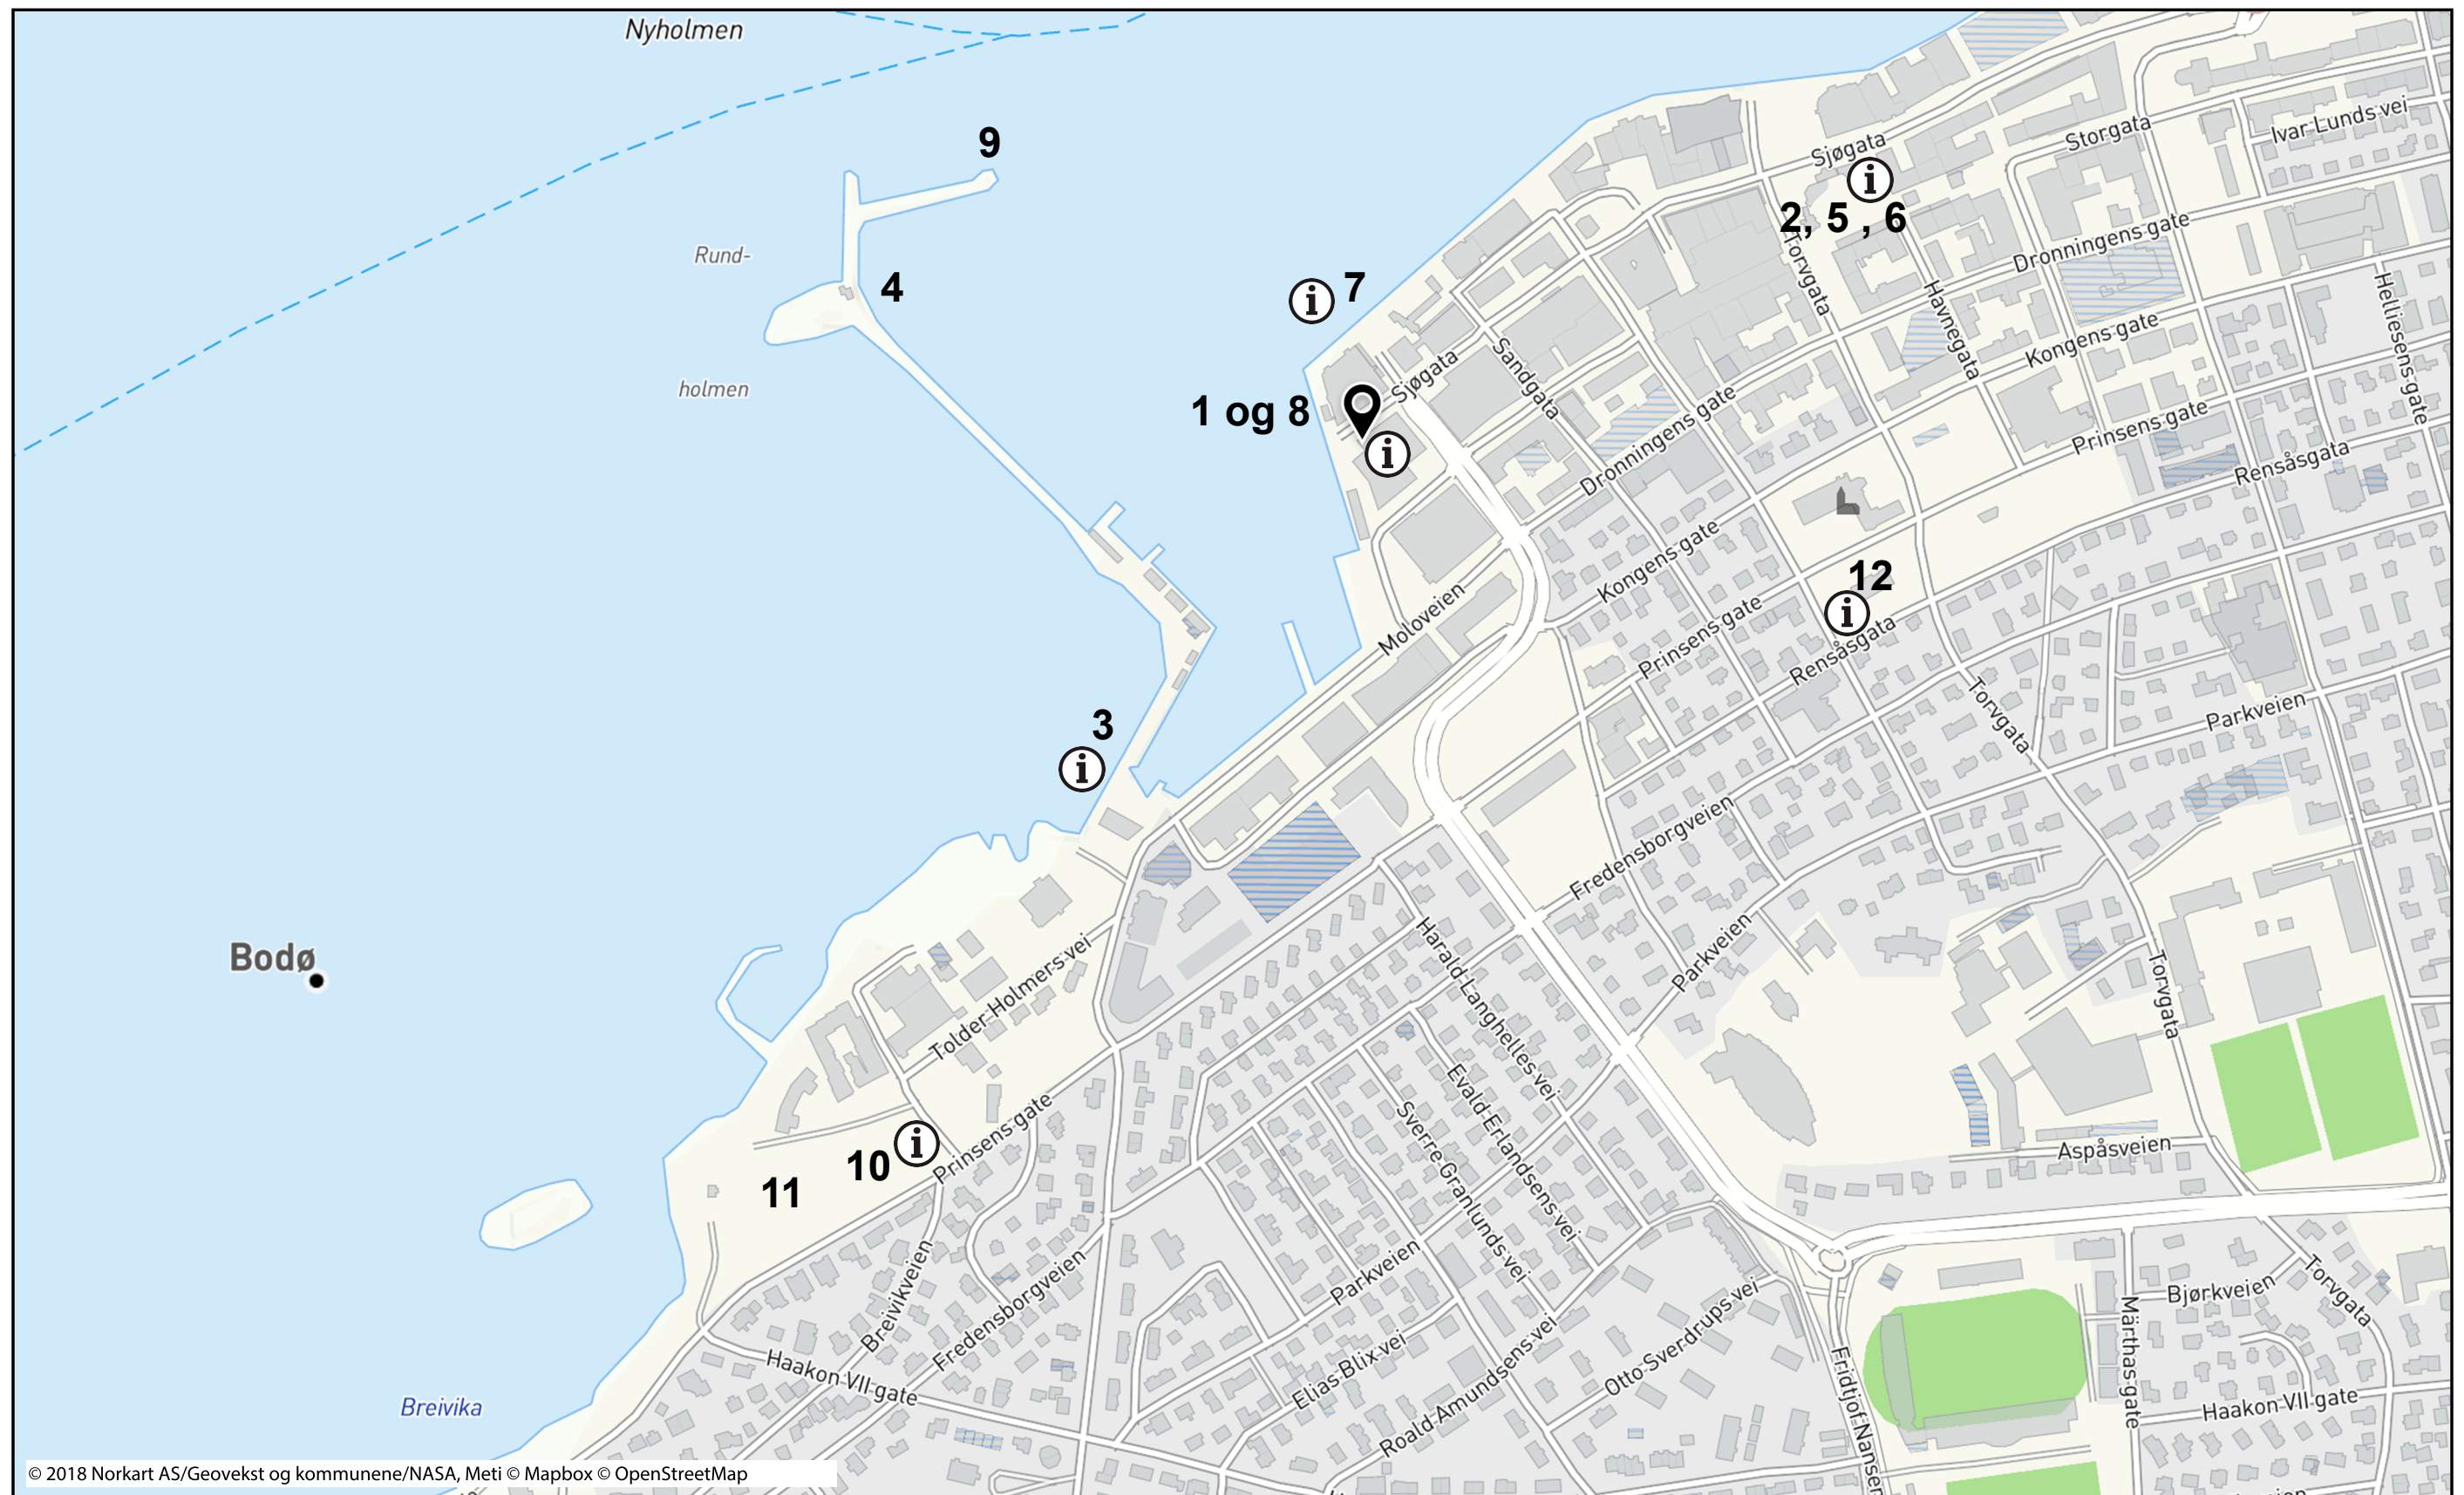 Nyholmen
9
Rund-
holmen
4
Sjøgata
Storgata
Ivar Lunds vei
2, 5 , 6
Torvgata
Dronningens gate
Havnegata
Kongens gate
Helliesens gate
7
1 og 8
Sjøgata
Sandgata
Dronningens gate
Prinsens gate
Rensåsgata
Kongens gate
12
Moloveien
Prinsens gate
Rensåsgata
3
Torvgata
Parkveien
Fredensborgveien
Bodø
Tolder Holmers vei
Harald Langhelles vei
Parkveien
Torvgata
Evald Erlandsens vei
Sverre Granlunds vei
Prinsens gate
10
11
Aspåsveien
Breivikveien
Fredensborgveien
Parkveien
Haakon VII gate
Elias Blix vei
Roald Amundsens vei
Otto Sverdrups vei
Bjørkveien
Torvgata
Märthas gate
Haakon VII gate
Fridtjof Nansen
Breivika
© 2018 Norkart AS/Geovekst og kommunene/NASA, Meti © Mapbox © OpenStreetMap